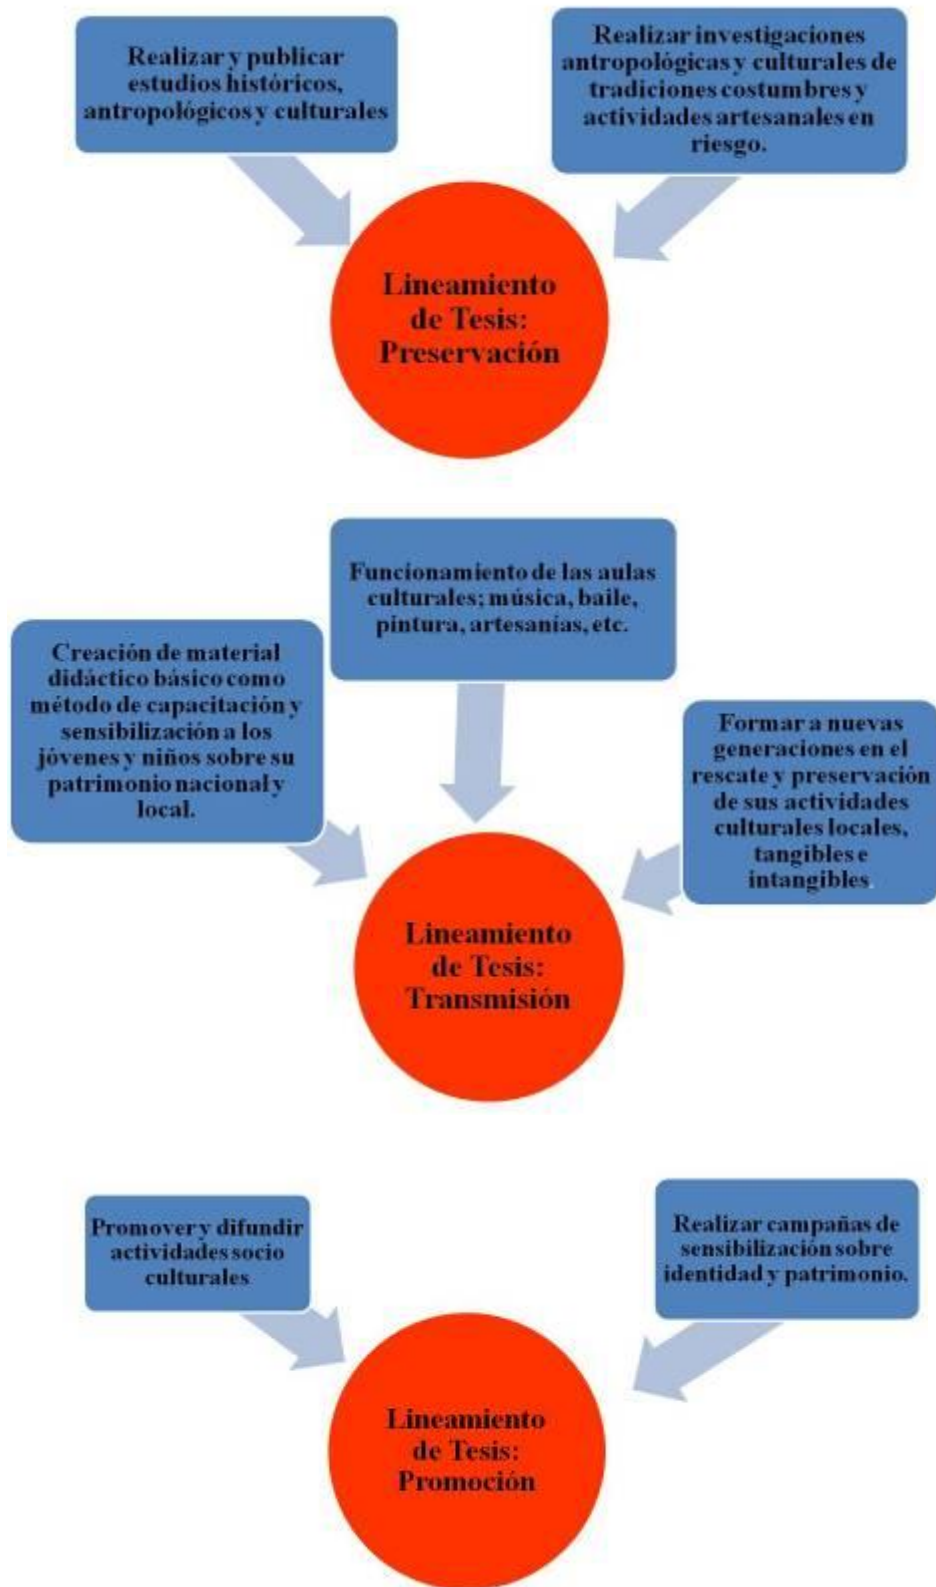 Realizar y publicar
estudios históricos,
antropológicos y culturales
Realizar investigaciones
antropológicas y culturales de
tradiciones costumbres y
actividades artesanales en
riesgo.
Lineamiento
de Tesis:
Preservación
Funcionamiento de las aulas
culturales; música, baile,
pintura, artesanías, etc.
Creación de material
didáctico básico como
método de capacitación y
sensibilización a los
jóvenes y niños sobre su
patrimonio nacional y
local.
Formar a nuevas
generaciones en el
rescate y preservación
de sus actividades
culturales locales,
tangibles e
intangibles.
Lineamiento
de Tesis:
Transmisión
Promover y difundir
actividades socio
culturales
Realizar campañas de
sensibilización sobre
identidad y patrimonio.
Lineamiento
de Tesis:
Promoción